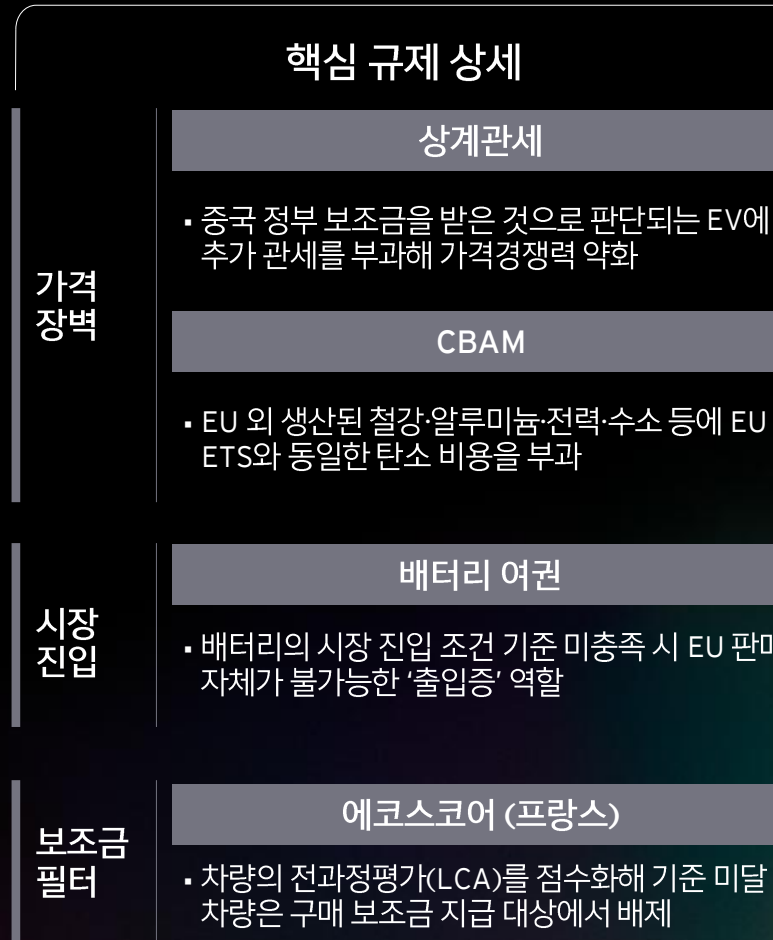 핵심 규제 상세
상계관세
가격
장벽
▪ 중국 정부 보조금을 받은 것으로 판단되는 EV에
추가 관세를 부과해 가격경쟁력 약화
CBAM
▪ EU 외 생산된 철강·알루미늄·전력·수소 등에 EU
ETS와 동일한 탄소 비용을 부과
배터리 여권
시장
진입
▪ 배터리의 시장 진입 조건 기준 미충족 시 EU
자체가 불가능한 ‘출입증’ 역할
에코스코어 (프랑스)
보조금
필터
▪ 차량의 전과정평가(LCA)를 점수화해 기준 미달
차량은 구매 보조금 지급 대상에서 배제